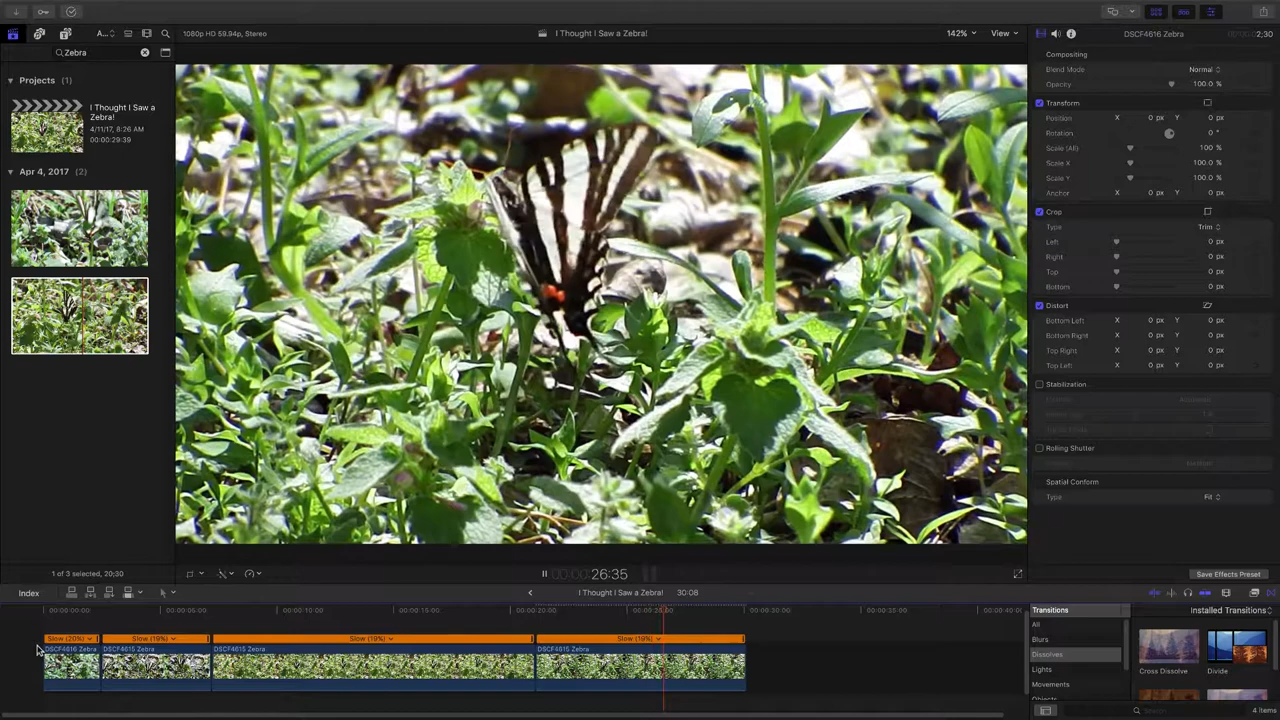 A...
1080p HD 59.94p, Stereo
I Thought I Saw a Zebra!
142%
View
DSCF4616 Zebra
2;30
Zebra
Projects (1)
I Thought I Saw a
Zebra!
4/11/17, 8:26 AM
00:00:29:39
Apr 4, 2017 (2)
Compositing
Blend Mode
Normal
Opacity
100.0 %
Transform
Position
X
0 px
Y
0 px
Rotation
0 °
Scale (All)
100 %
Scale X
100.0 %
Scale Y
100.0 %
Anchor
X
0 px
Y
0 px
Crop
Type
Trim
Left
0 px
Right
0 px
Top
0 px
Bottom
0 px
Distort
Bottom Left
X
0 px
Y
0 px
Bottom Right
X
0 px
Y
0 px
Top Right
X
0 px
Y
0 px
Top Left
X
0 px
Y
0 px
Stabilization
Rolling Shutter
Spatial Conform
Type
Fit
1 of 3 selected, 20;30
00:00:26:35
Save Effects Preset
Index
I Thought I Saw a Zebra!
30:08
00:00:00:00
00:00:05:00
00:00:10:00
00:00:15:00
00:00:20:00
00:00:30:00
00:00:35:00
00:00:40:00
Slow (20%)
Slow (19%)
Slow (19%)
Slow (19%)
DSCF4616 Zebra
DSCF4615 Zebra
DSCF4615 Zebra
DSCF4615 Zebra
Transitions
Installed Transitions
All
Blurs
Dissolves
Lights
Movements
Objects
Cross Dissolve
Divide
Search
4 items